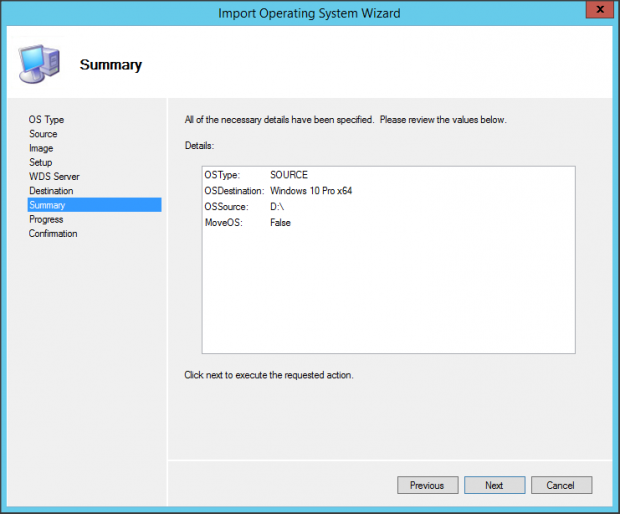 Import Operating System Wizard
x
Summary
OS Type
Source
Image
Setup
WDS Server
Destination
Summary
Progress
Confirmation
All of the necessary details have been specified. Please review the values below.
Details:
OSType: SOURCE
OSDestination: Windows 10 Pro x64
OSSource: D:\
MoveOS: False
Click next to execute the requested action.
Previous Next Cancel